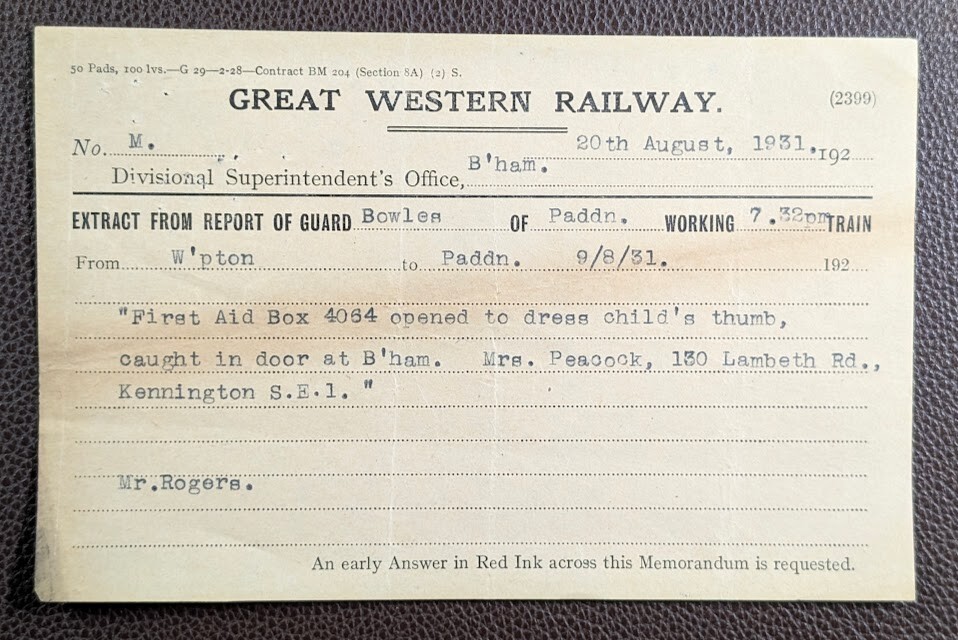 50 Pads, 100 lvs.—G 29—2-28—Contract BM 204 (Section 8A) (2) S.
GREAT WESTERN RAILWAY. (2399)
No. M. 20th August, 1931. 192
Divisional Superintendent's Office, B'ham.
EXTRACT FROM REPORT OF GUARD Bowles OF Paddn. WORKING 7.32pm TRAIN
From W'pton to Paddn. 9/8/31. 192
"First Aid Box 4064 opened to dress child's thumb,
caught in door at B'ham. Mrs. Peacock, 130 Lambeth Rd.,
Kennington S.E.1. "
Mr.Rogers.
An early Answer in Red Ink across this Memorandum is requested.